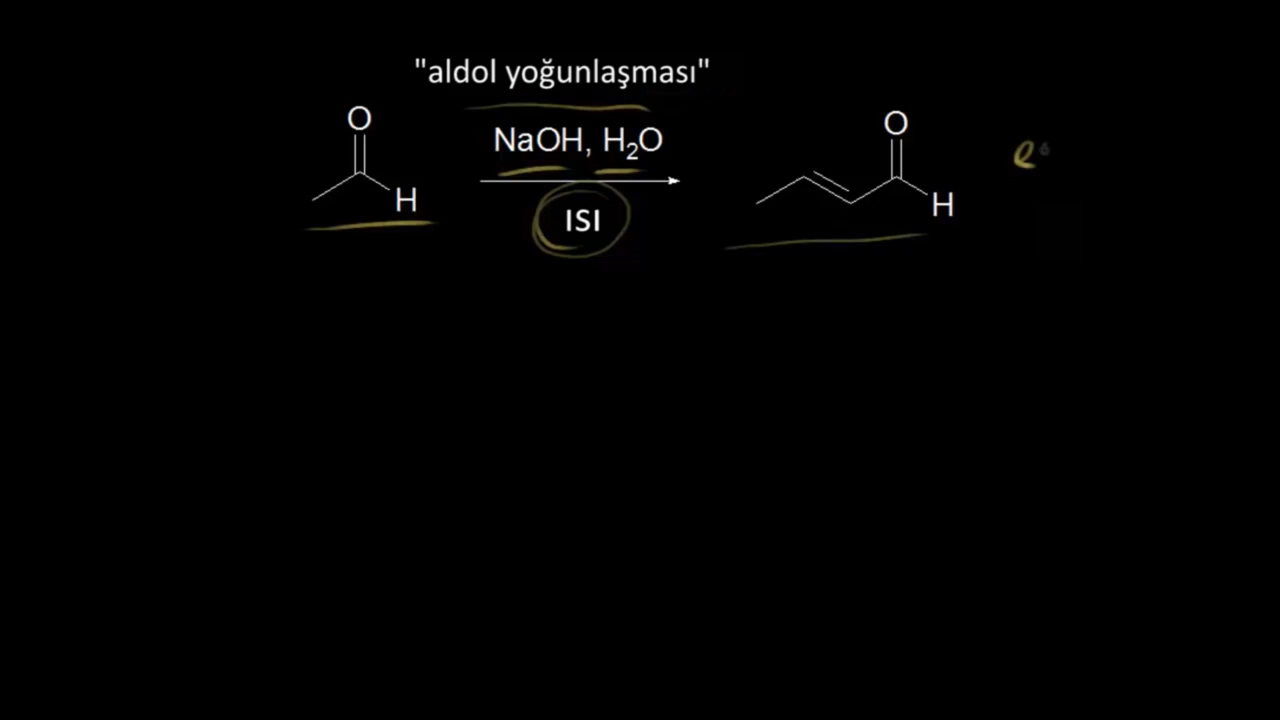 "aldol yoğunlaşması"
NaOH, H₂O
ISI
O
H
O
H
e